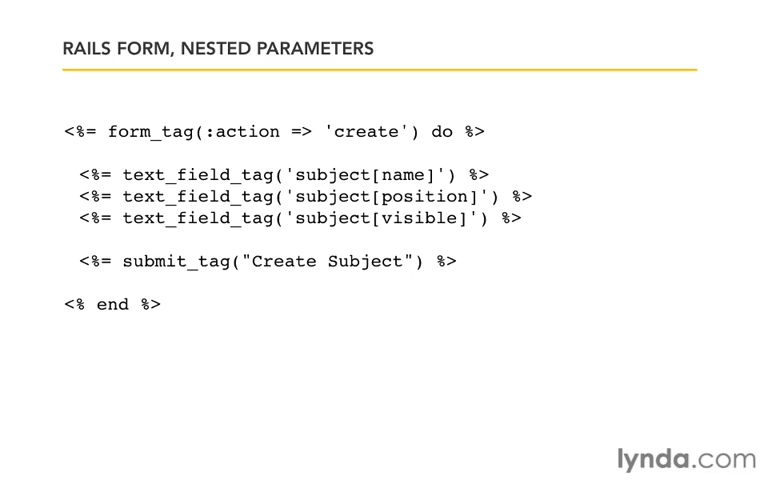 RAILS FORM, NESTED PARAMETERS
<%= form_tag(:action => 'create') do %>
<%= text_field_tag('subject[name]') %>
<%= text_field_tag('subject[position]') %>
<%= text_field_tag('subject[visible]') %>
<%= submit_tag("Create Subject") %>
<% end %>
lynda.com